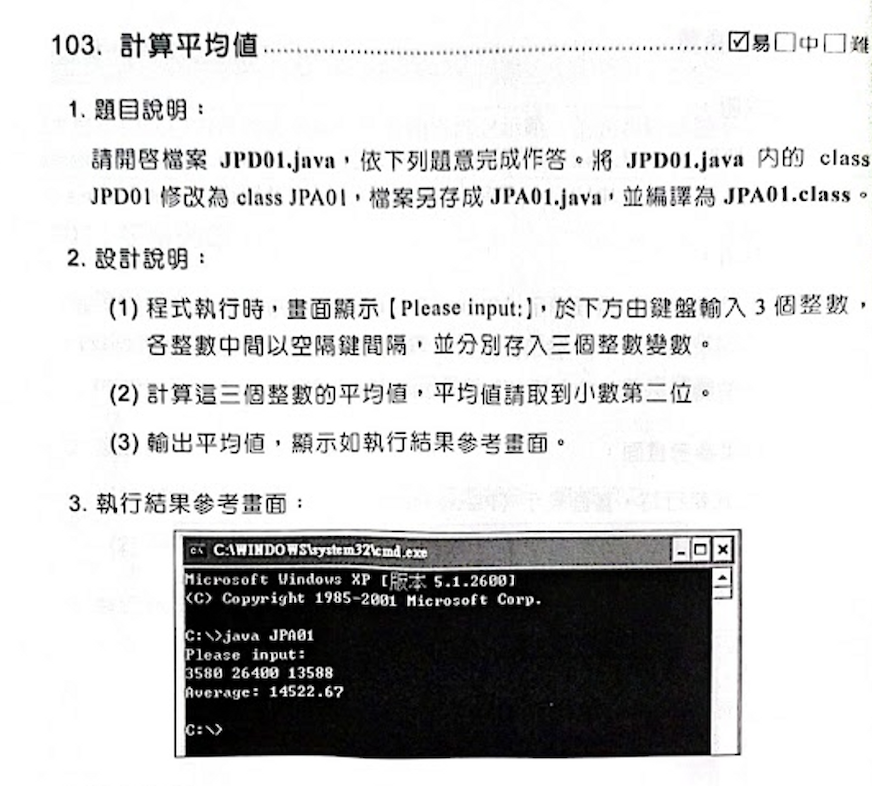 103. 計算平均值 ☑易□中□難
1. 題目說明：
請開啓檔案 JPD01.java，依下列題意完成作答。將 JPD01.java 內的 class
JPD01 修改為 class JPA01，檔案另存成 JPA01.java，並編譯為 JPA01.class。
2. 設計說明：
(1) 程式執行時，畫面顯示【Please input:】，於下方由鍵盤輸入 3 個整數，
各整數中間以空隔鍵間隔，並分別存入三個整數變數。
(2) 計算這三個整數的平均值，平均值請取到小數第二位。
(3) 輸出平均值，顯示如執行結果參考畫面。
3. 執行結果參考畫面：
C:\WINDOWS\system32\cmd.exe
Microsoft Windows XP [版本 5.1.2600]
(C) Copyright 1985-2001 Microsoft Corp.
C:\>java JPA01
Please input:
3580 26400 13588
Average: 14522.67
C:\>